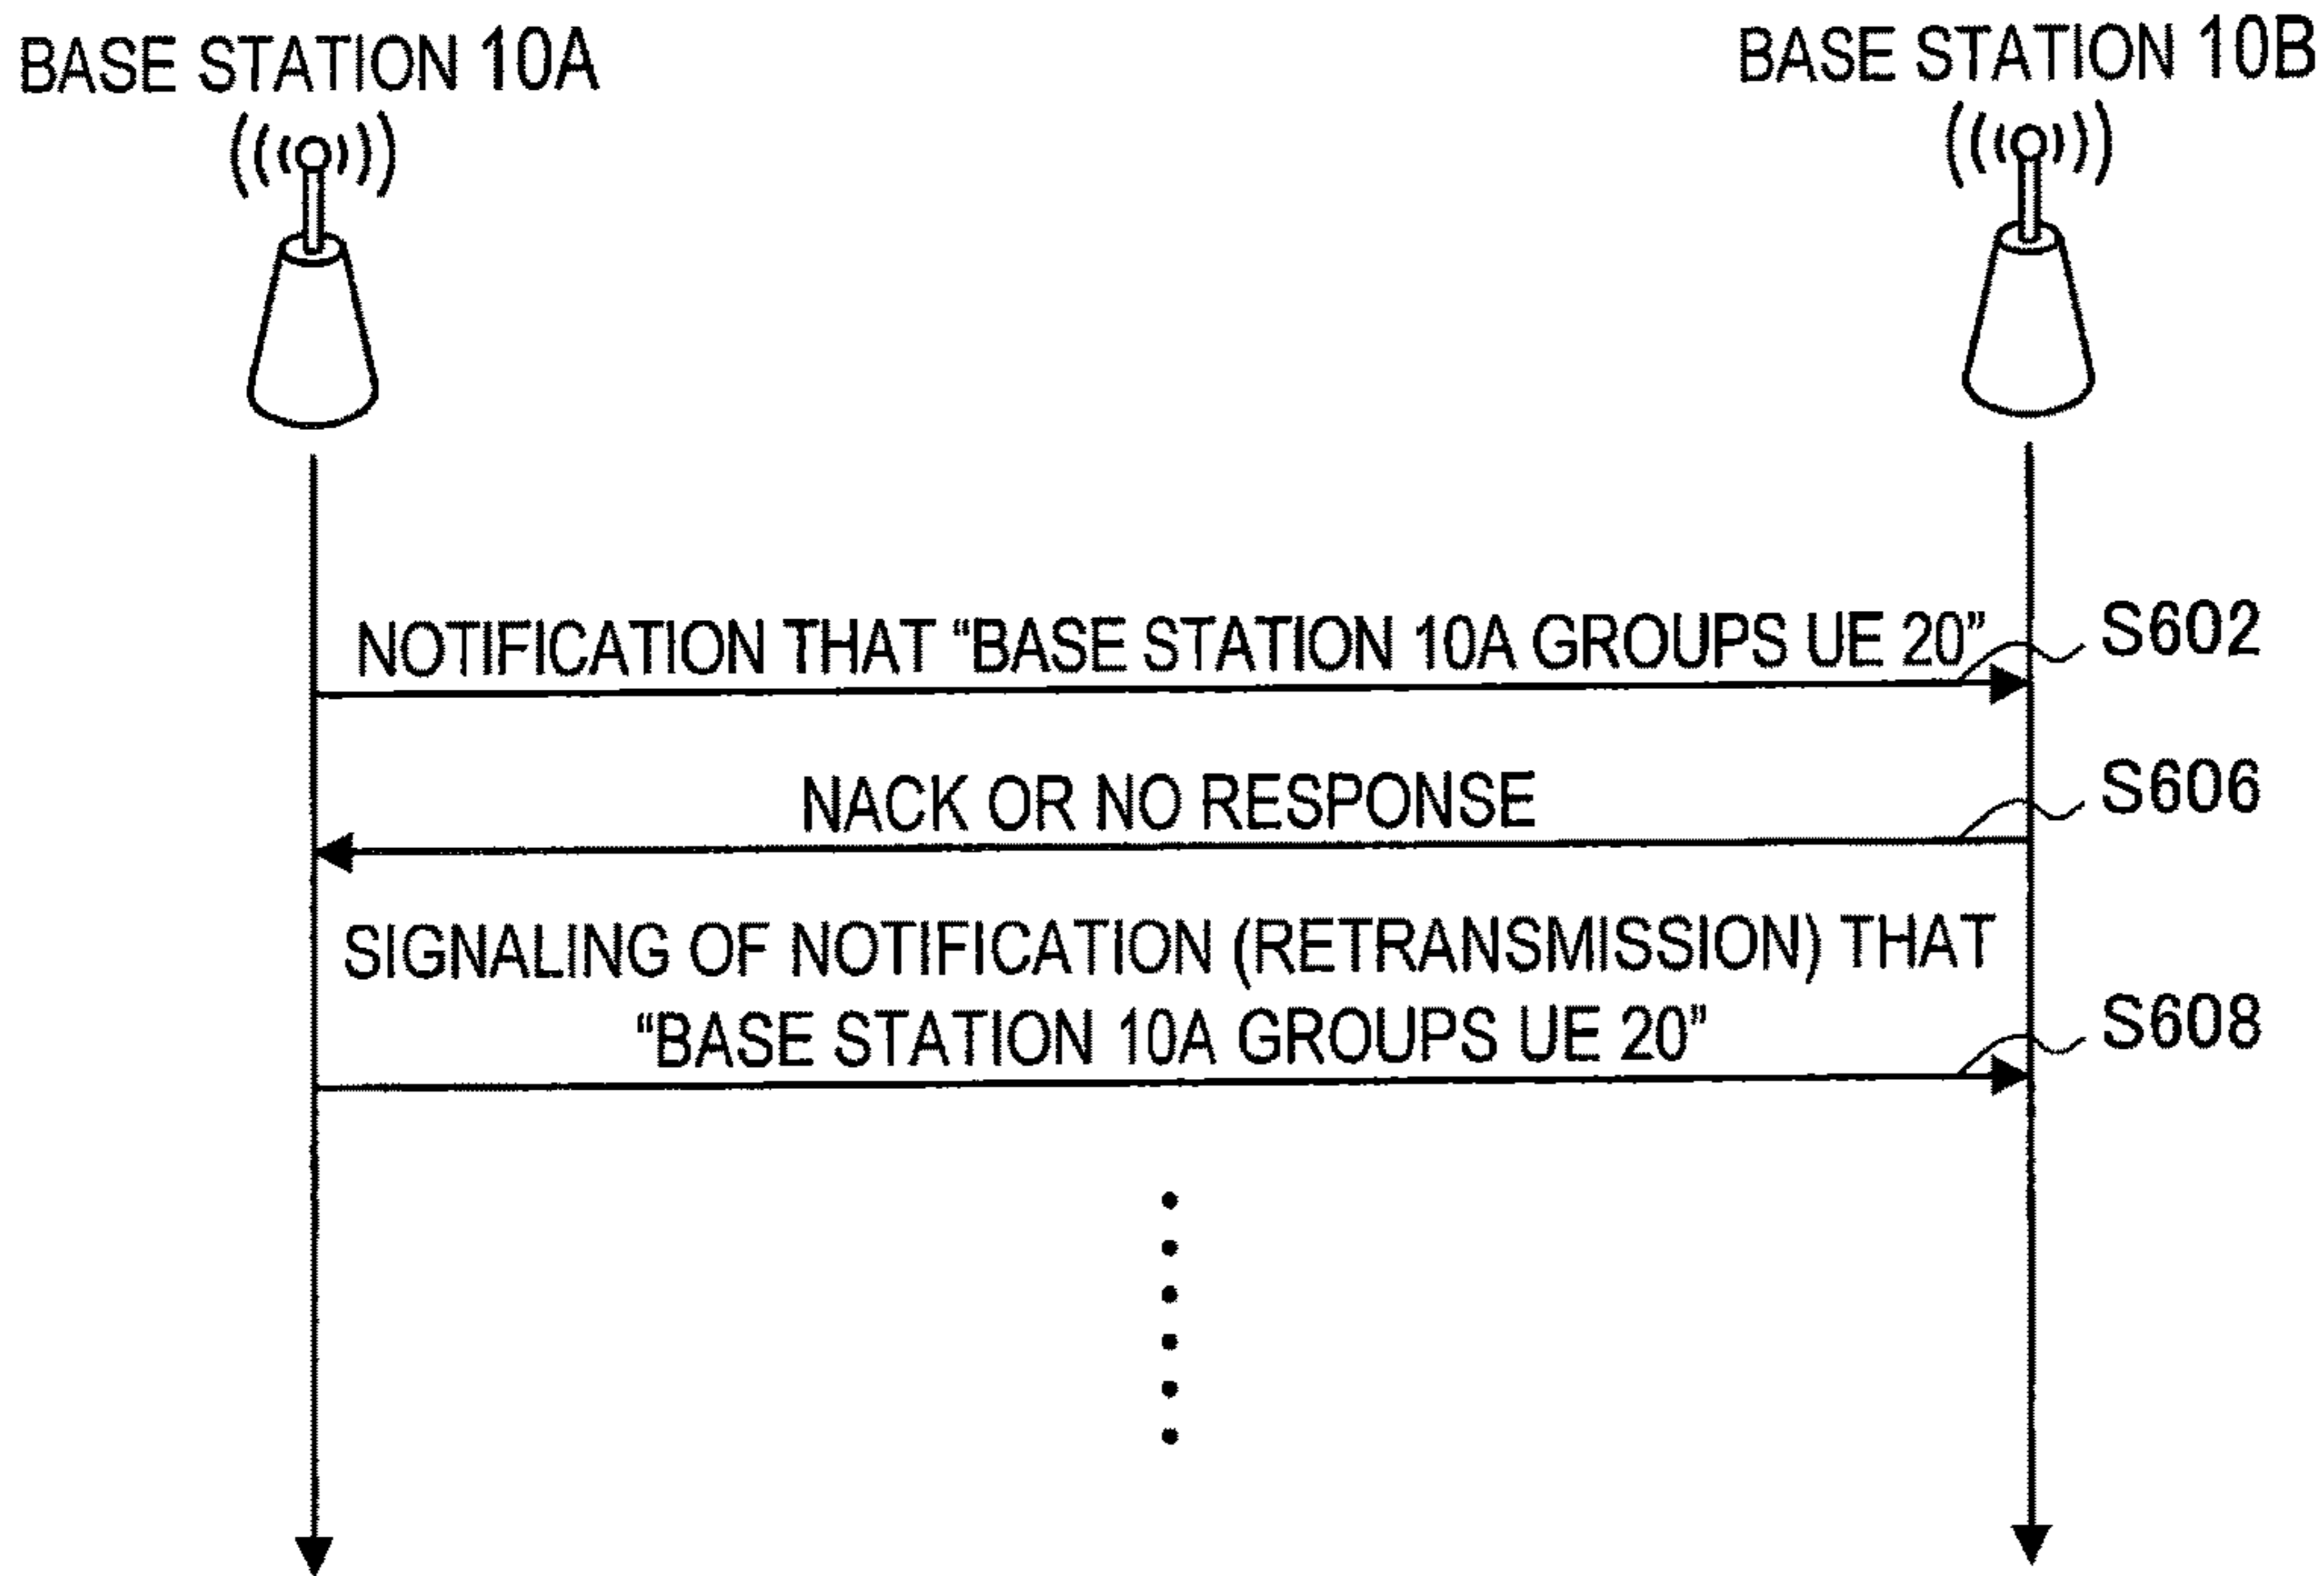 BASE STATION 10A
BASE STATION 10B
NOTIFICATION THAT “BASE STATION 10A GROUPS UE 20”
S602
NACK OR NO RESPONSE
S606
SIGNALING OF NOTIFICATION (RETRANSMISSION) THAT
“BASE STATION 10A GROUPS UE 20”
S608